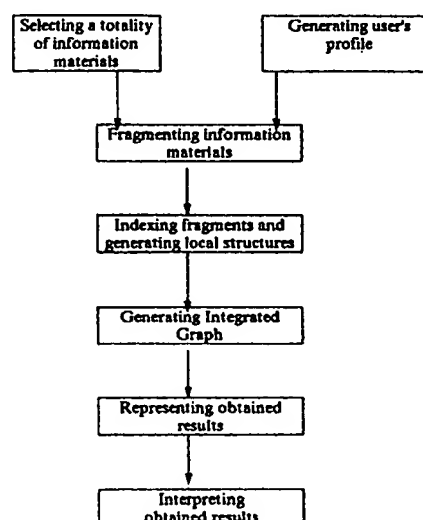 Selecting a totality
of information
materials
Generating user's
profile
Fragmenting information
materials
Indexing fragments and
generating local structures
Generating Integrated
Graph
Representing obtained
results
Interpreting
obtained results